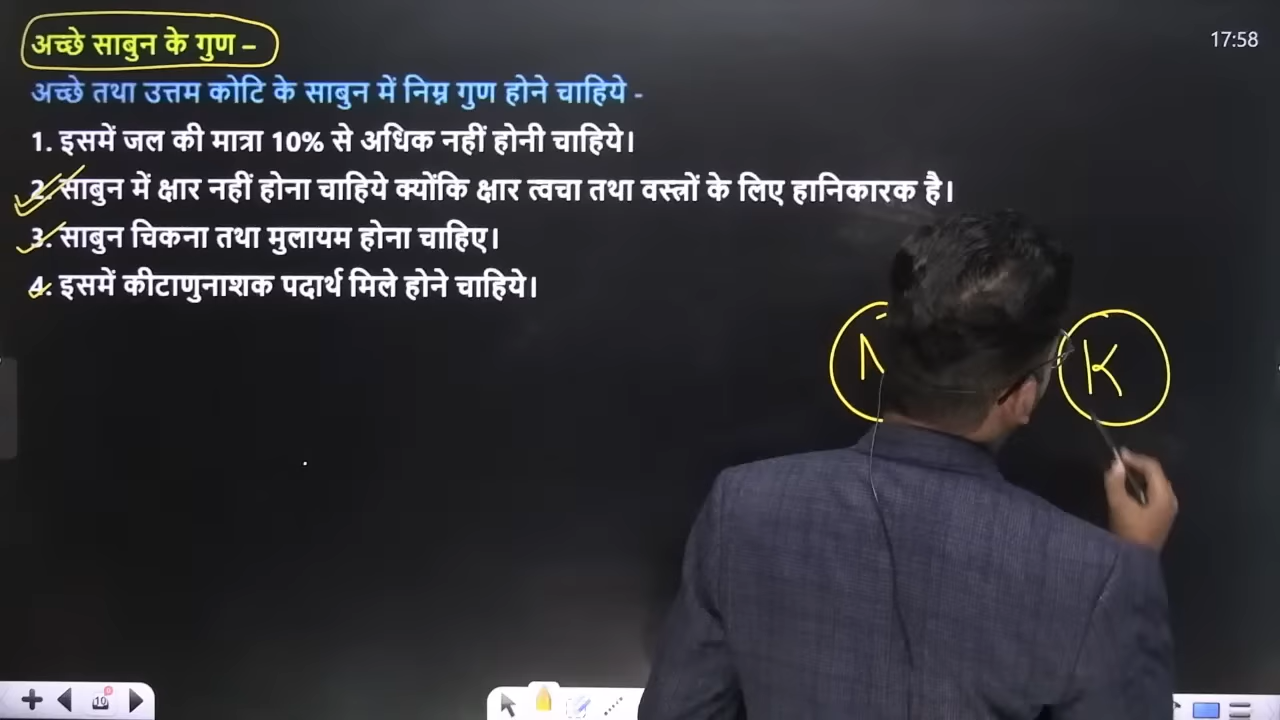 अच्छे साबुन के गुण –
17:58
अच्छे तथा उत्तम कोटि के साबुन में निम्न गुण होने चाहिये -
1. इसमें जल की मात्रा 10% से अधिक नहीं होनी चाहिये।
2. साबुन में क्षार नहीं होना चाहिये क्योंकि क्षार त्वचा तथा वस्त्रों के लिए हानिकारक है।
3. साबुन चिकना तथा मुलायम होना चाहिए।
4. इसमें कीटाणुनाशक पदार्थ मिले होने चाहिये।
K
10